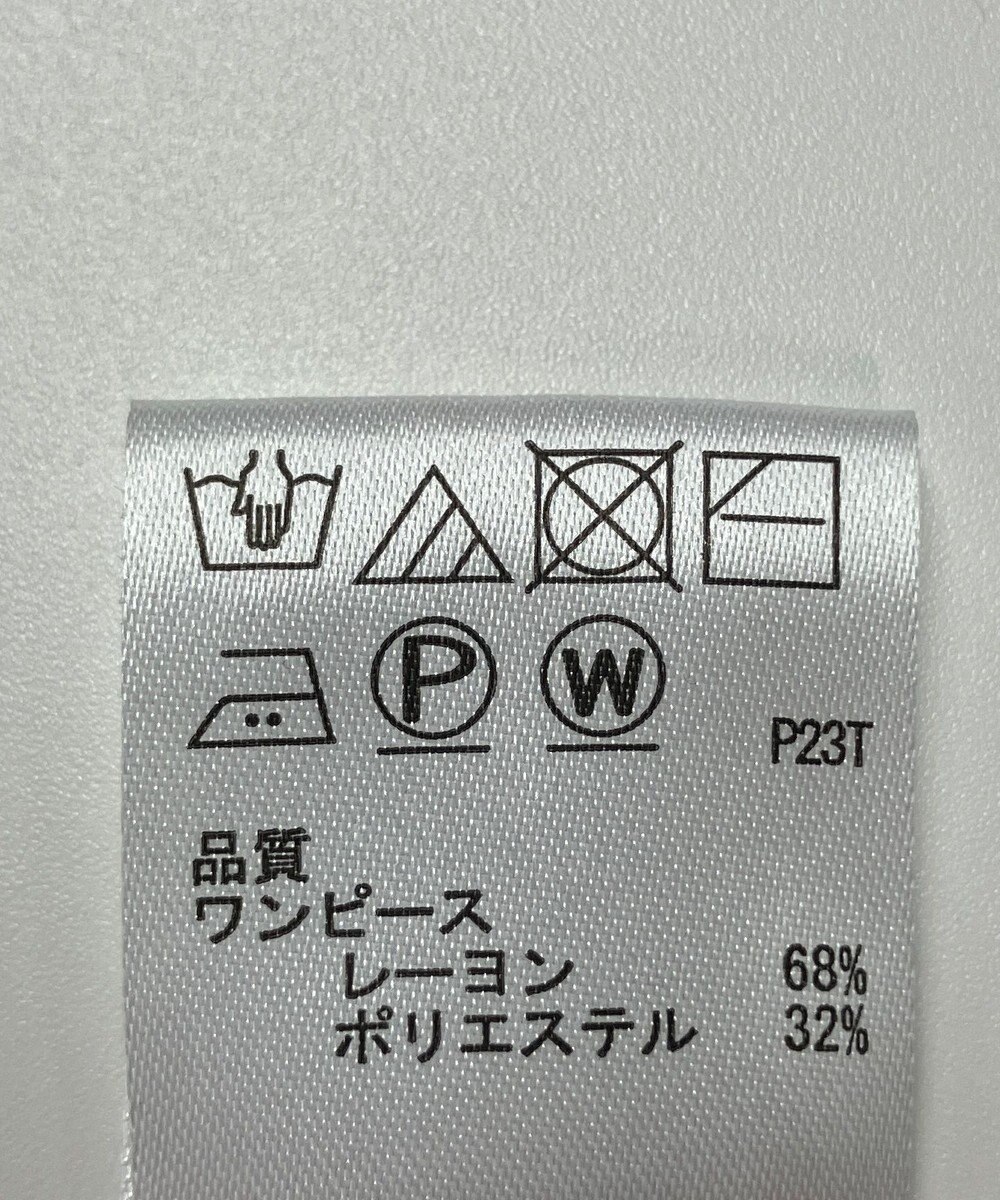 P W
P23T
品質
ワンピース
レーヨン 68%
ポリエステル 32%